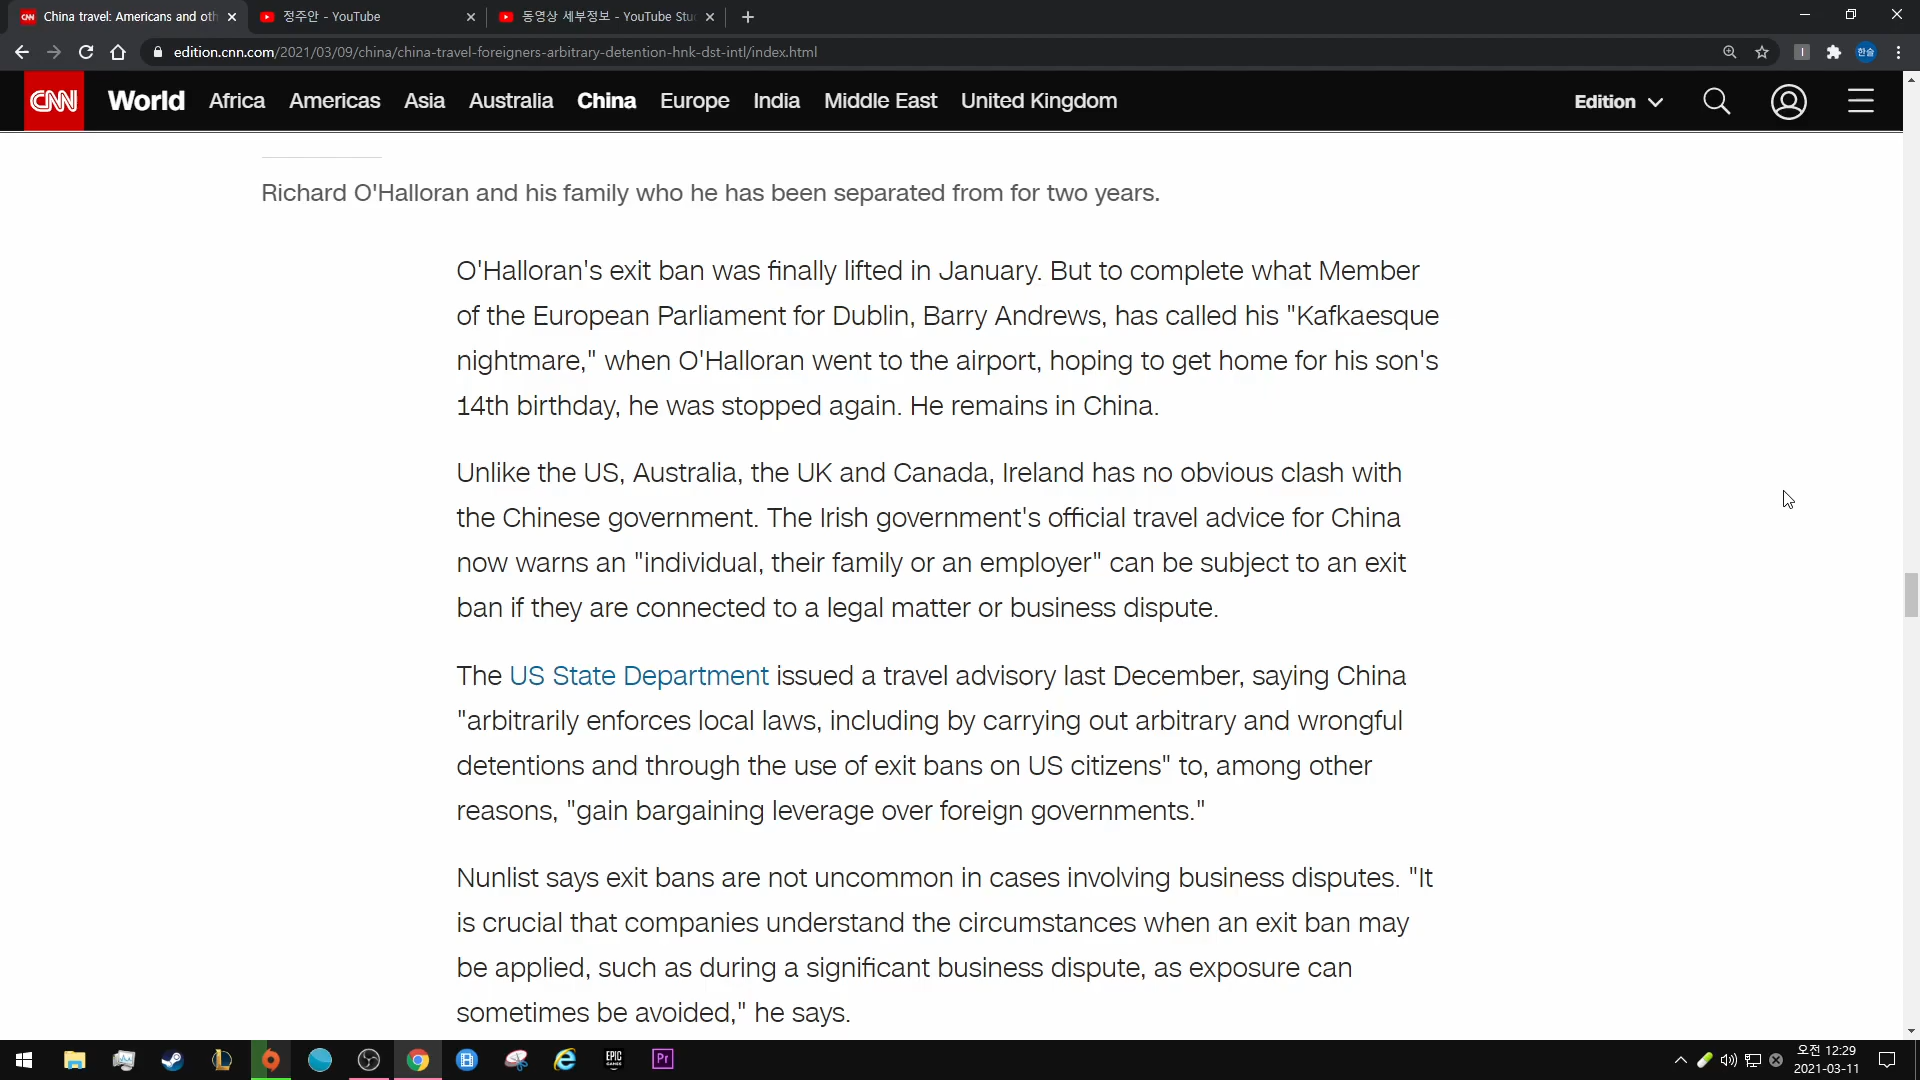 China travel: Americans and oth
정주안 - YouTube
동영상 세부정보 - YouTube Stu
edition.cnn.com/2021/03/09/china/china-travel-foreigners-arbitrary-detention-hnk-dst-intl/index.html
한슬
CNN World Africa Americas Asia Australia China Europe India Middle East United Kingdom Edition
Richard O'Halloran and his family who he has been separated from for two years.
O'Halloran's exit ban was finally lifted in January. But to complete what Member
of the European Parliament for Dublin, Barry Andrews, has called his "Kafkaesque
nightmare," when O'Halloran went to the airport, hoping to get home for his son's
14th birthday, he was stopped again. He remains in China.
Unlike the US, Australia, the UK and Canada, Ireland has no obvious clash with
the Chinese government. The Irish government's official travel advice for China
now warns an "individual, their family or an employer" can be subject to an exit
ban if they are connected to a legal matter or business dispute.
The US State Department issued a travel advisory last December, saying China
"arbitrarily enforces local laws, including by carrying out arbitrary and wrongful
detentions and through the use of exit bans on US citizens" to, among other
reasons, "gain bargaining leverage over foreign governments."
Nunlist says exit bans are not uncommon in cases involving business disputes. "It
is crucial that companies understand the circumstances when an exit ban may
be applied, such as during a significant business dispute, as exposure can
sometimes be avoided," he says.
EPIC GAMES
Pr
오전 12:29
2021-03-11